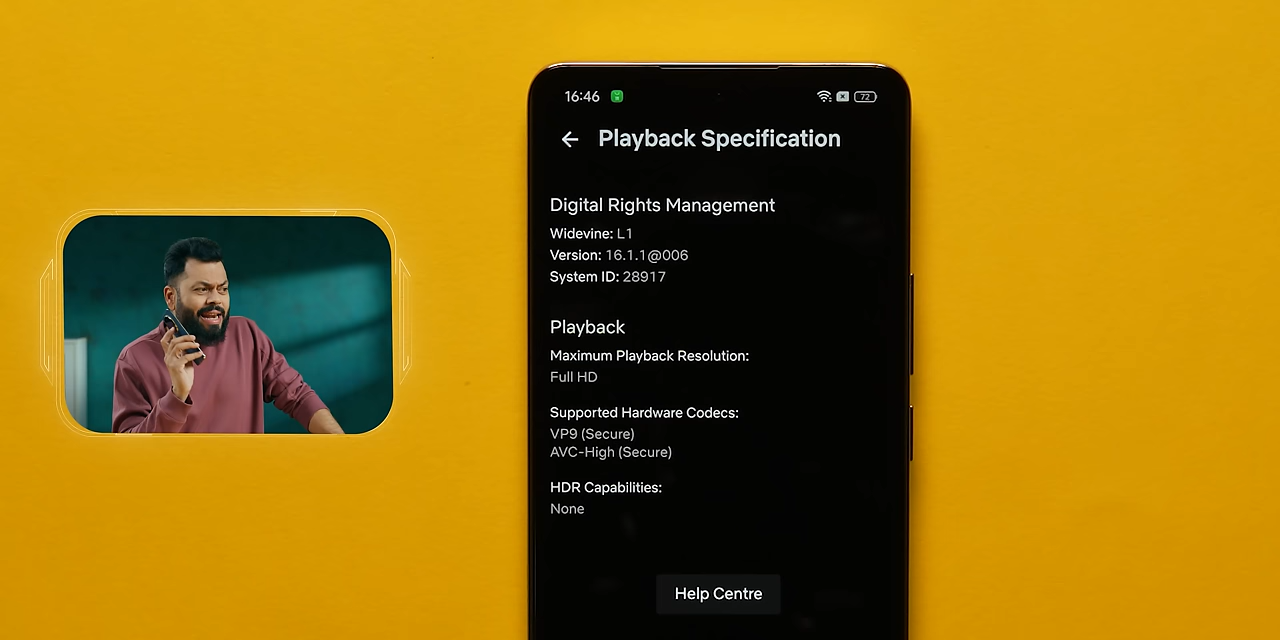 16:46
72
Playback Specification
Digital Rights Management
Widevine: L1
Version: 16.1.1@006
System ID: 28917
Playback
Maximum Playback Resolution:
Full HD
Supported Hardware Codecs:
VP9 (Secure)
AVC-High (Secure)
HDR Capabilities:
None
Help Centre